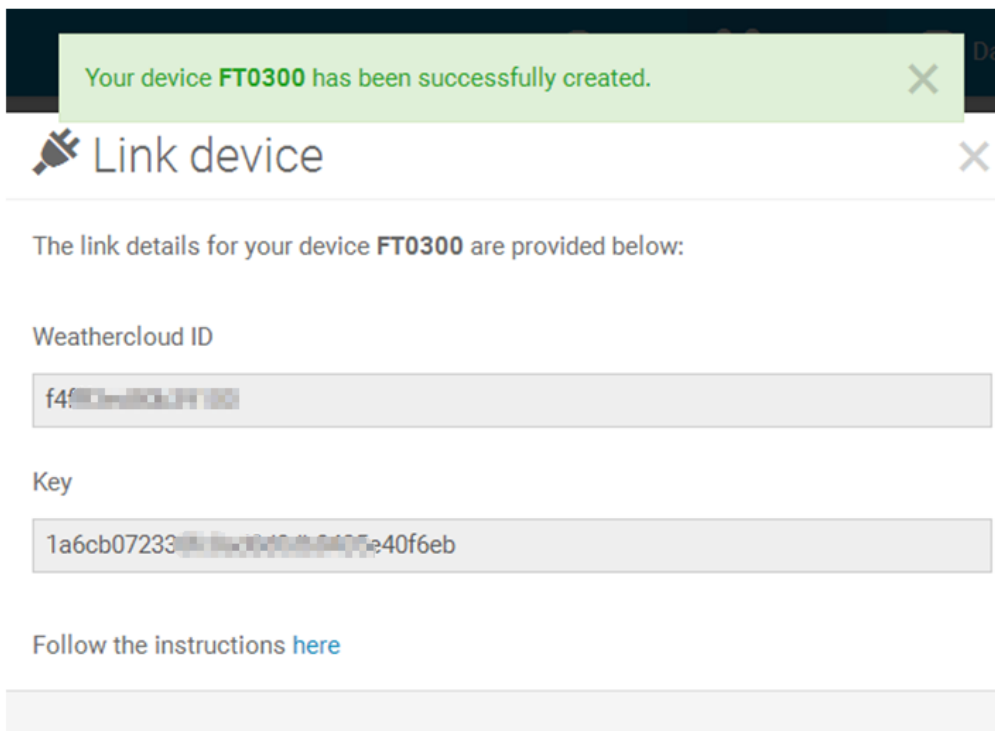 Your device FT0300 has been successfully created.
Link device
The link details for your device FT0300 are provided below:
Weathercloud ID
Key
Follow the instructions here